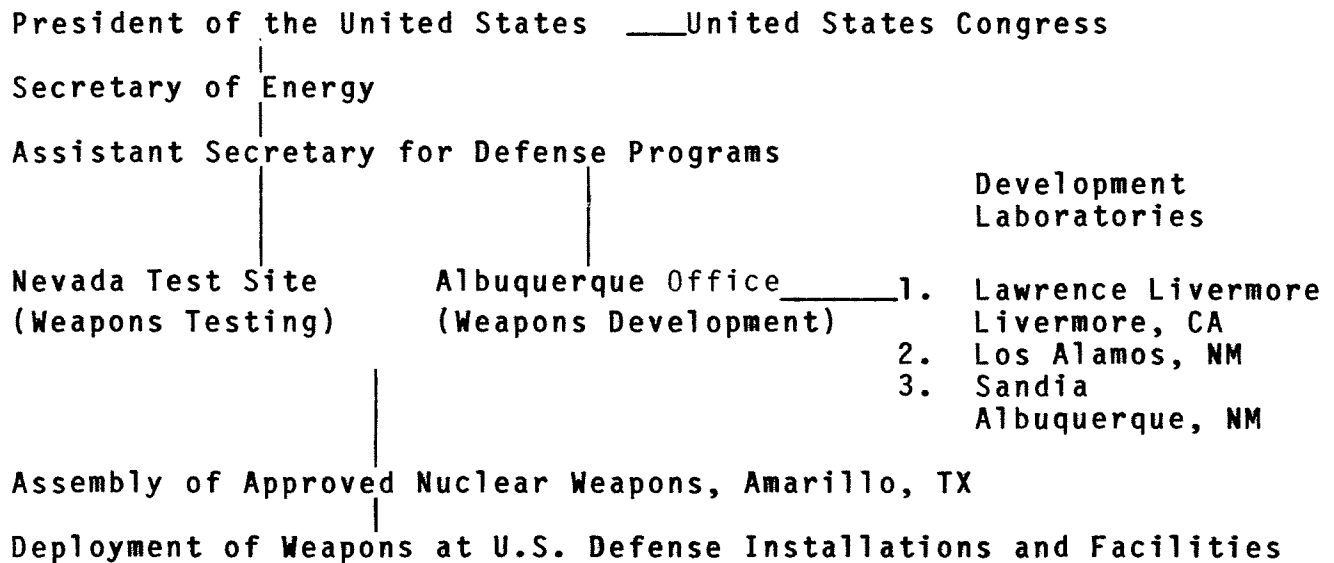 President of the United States ___United States Congress
Secretary of Energy
Assistant Secretary for Defense Programs
Development
Laboratories
Nevada Test Site
(Weapons Testing)
Albuquerque Office______
(Weapons Development)
1. Lawrence Livermore
Livermore, CA
2. Los Alamos, NM
3. Sandia
Albuquerque, NM
Assembly of Approved Nuclear Weapons, Amarillo, TX
Deployment of Weapons at U.S. Defense Installations and Facilities